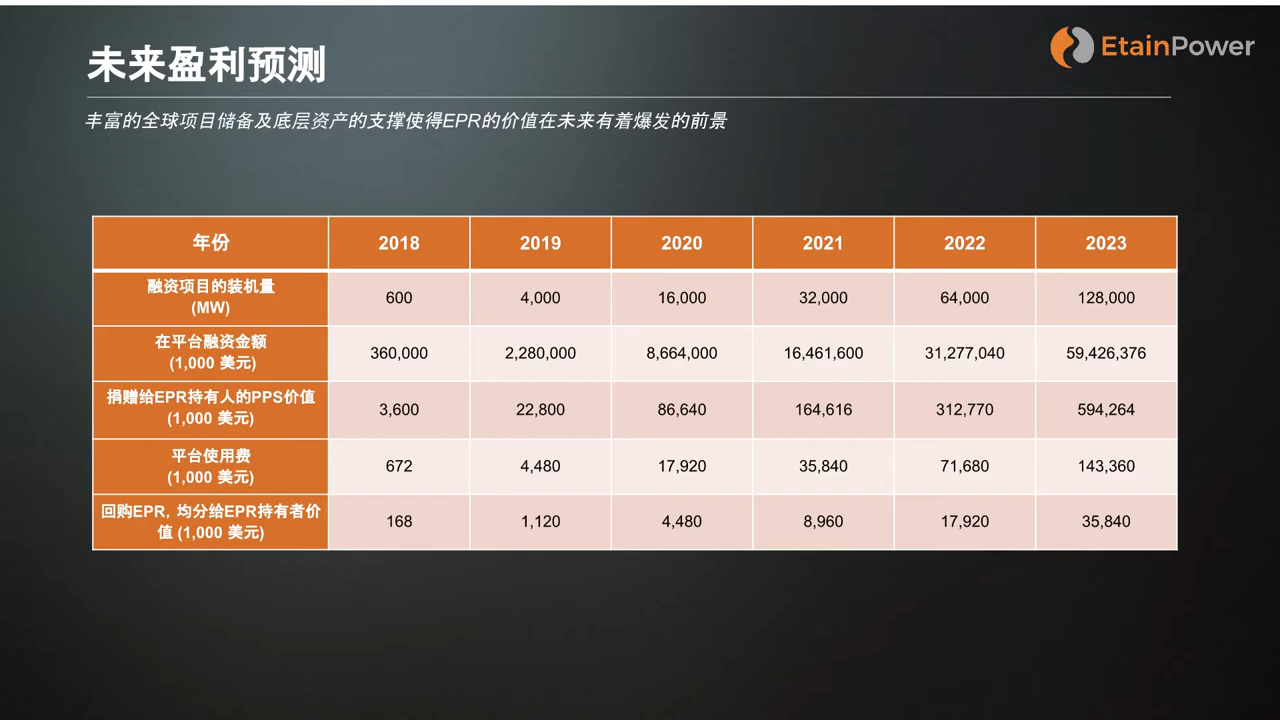 未来盈利预测
EtainPower
丰富的全球项目储备及底层资产的支撑使得EPR的价值在未来有着爆发的前景
年份 2018 2019 2020 2021 2022 2023
融资项目的装机量
(MW) 600 4,000 16,000 32,000 64,000 128,000
在平台融资金额
(1,000 美元) 360,000 2,280,000 8,664,000 16,461,600 31,277,040 59,426,376
捐赠给EPR持有人的PPS价值
(1,000 美元) 3,600 22,800 86,640 164,616 312,770 594,264
平台使用费
(1,000 美元) 672 4,480 17,920 35,840 71,680 143,360
回购EPR, 均分给EPR持有者价
值 (1,000 美元) 168 1,120 4,480 8,960 17,920 35,840